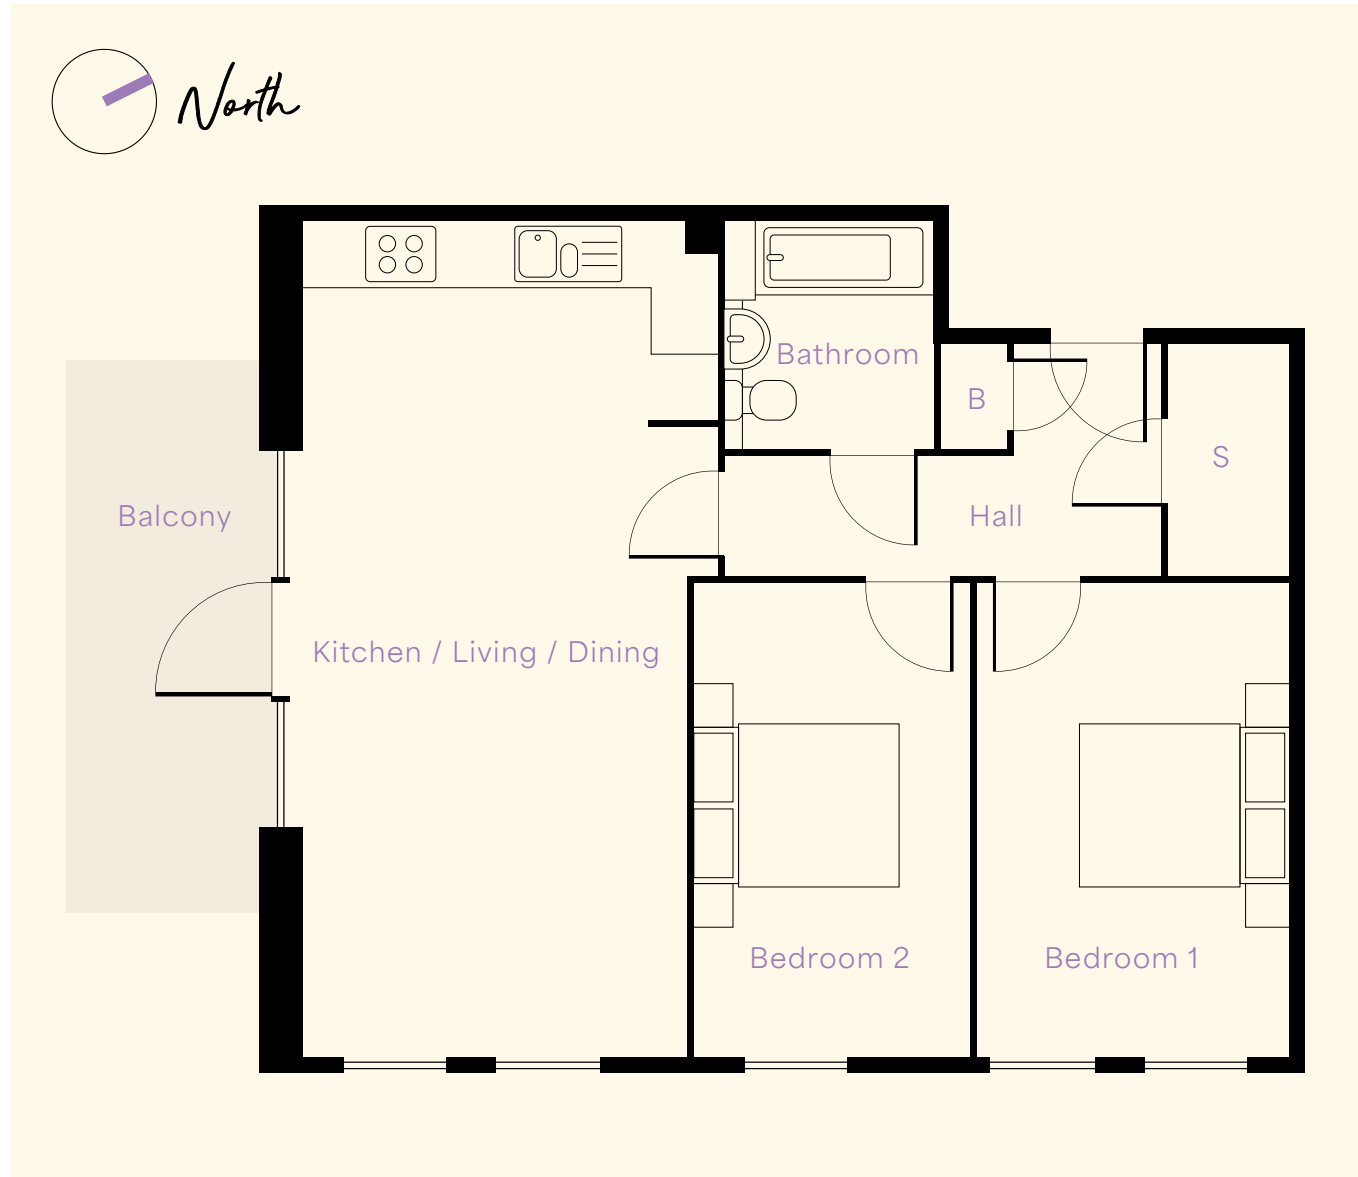 North
Bathroom
B
S
Balcony
Hall
Kitchen / Living / Dining
Bedroom 2
Bedroom 1